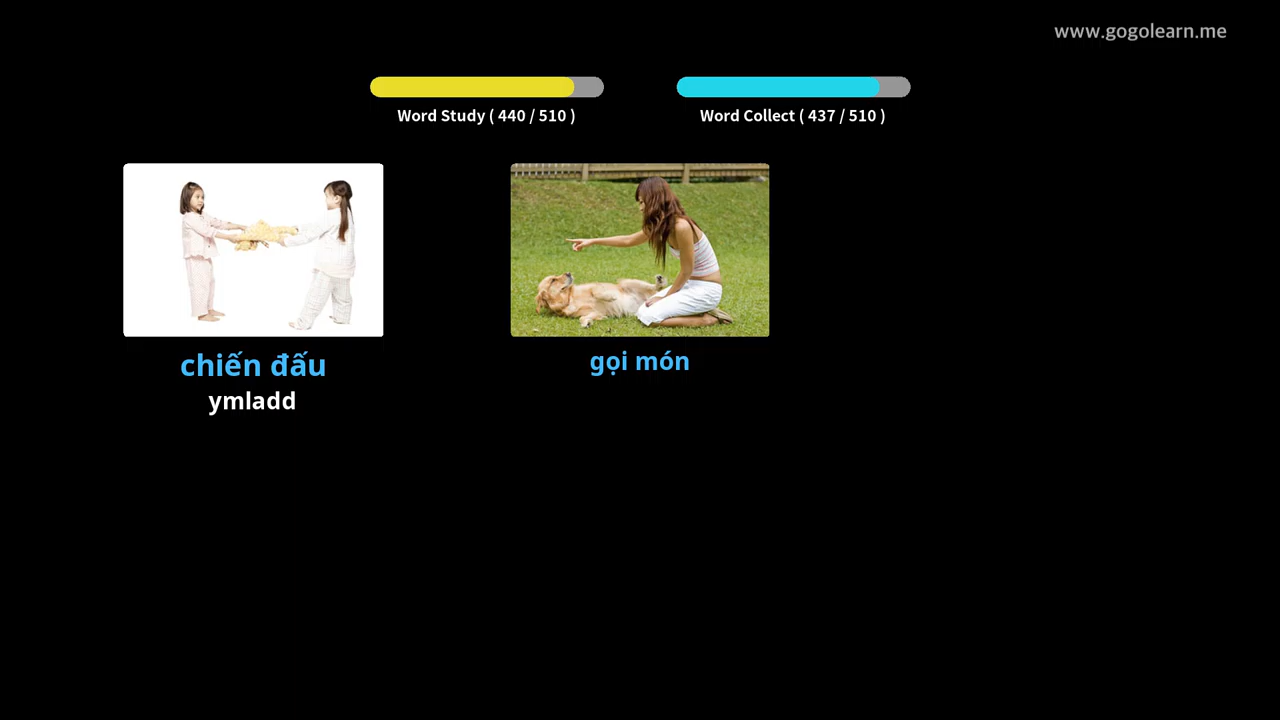 www.gogolearn.me
Word Study ( 440 / 510 )
Word Collect ( 437 / 510 )
chiến đấu
ymladd
gọi món